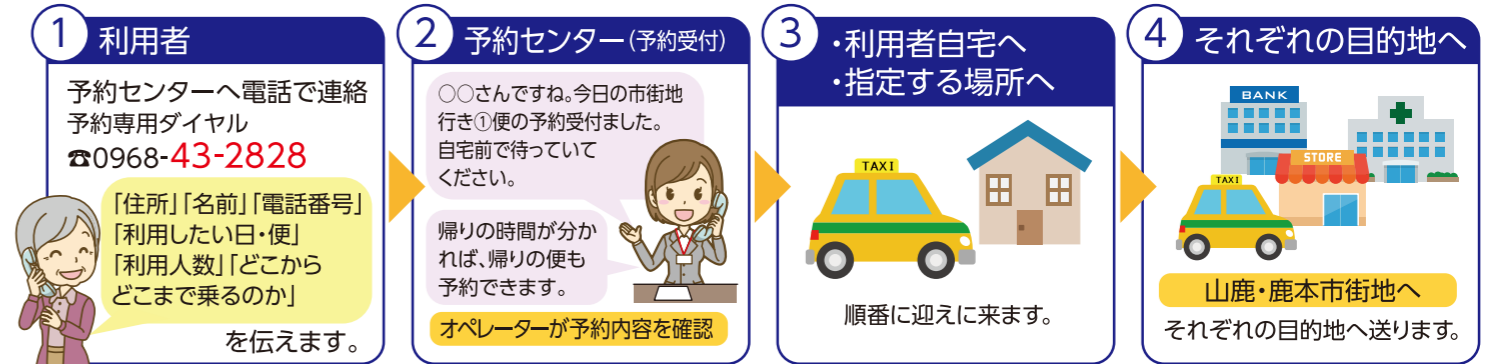 1 利用者
予約センターへ電話で連絡
予約専用ダイヤル
☎0968-43-2828
「住所」「名前」「電話番号」
「利用したい日・便」
「利用人数」「どこから
どこまで乗るのか」
を伝えます。
2 予約センター(予約受付)
○○さんですね。今日の市街地
行き①便の予約受付ました。
自宅前で待っていて
ください。
帰りの時間が分か
れば、帰りの便も
予約できます。
オペレーターが予約内容を確認
3 ・利用者自宅へ
・指定する場所へ
TAXI
順番に迎えに来ます。
4 それぞれの目的地へ
BANK
STORE
TAXI
山鹿・鹿本市街地へ
それぞれの目的地へ送ります。